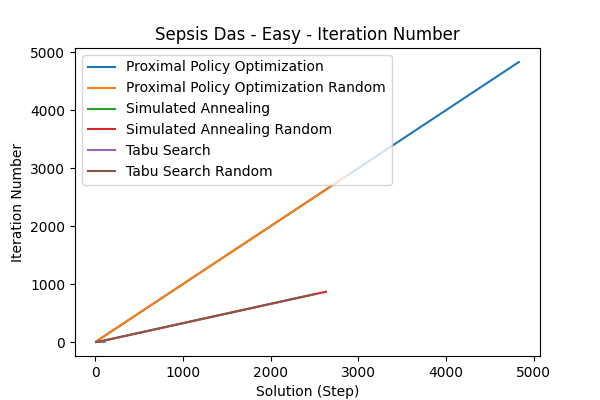 Sepsis Das - Easy - Iteration Number
5000
4000
3000
2000
1000
0
Iteration Number
Proximal Policy Optimization
Proximal Policy Optimization Random
Simulated Annealing
Simulated Annealing Random
Tabu Search
Tabu Search Random
0 1000 2000 3000 4000 5000
Solution (Step)